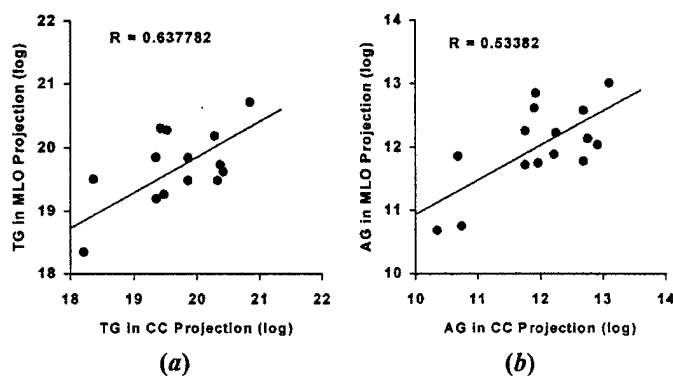 R = 0.637782
TG in MLO Projection (log)
22
21
20
19
18
18 19 20 21 22
TG in CC Projection (log)
(a)
R = 0.53382
AG in MLO Projection (log)
14
13
12
11
10
10 11 12 13 14
AG in CC Projection (log)
(b)